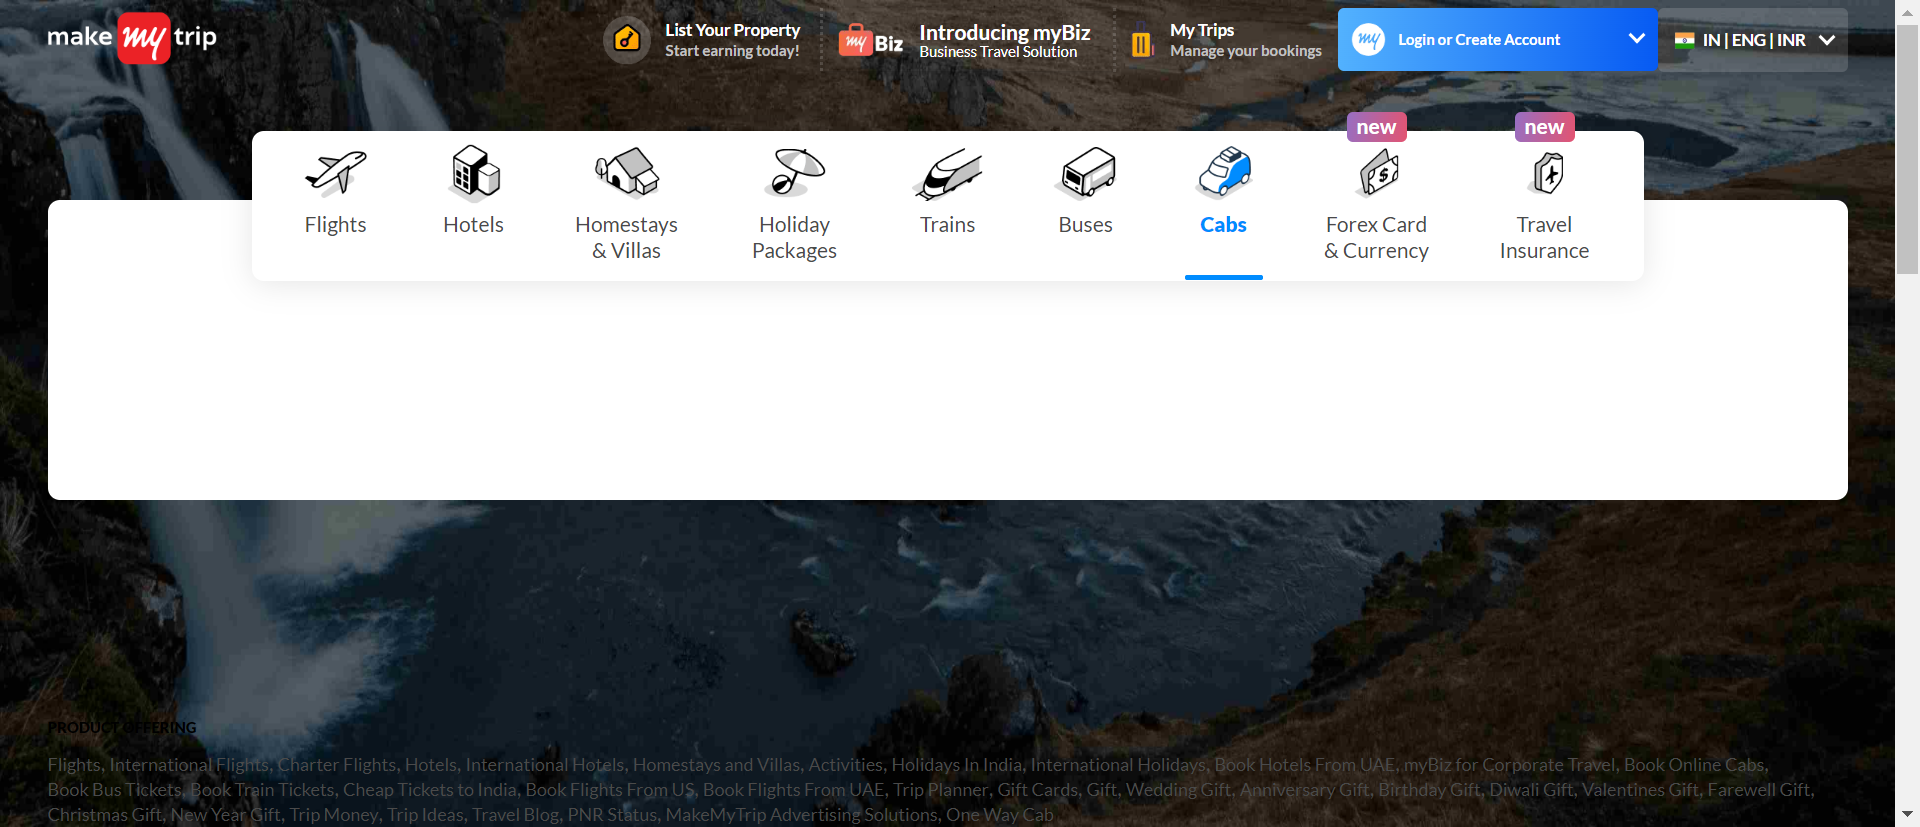 make my trip
List Your Property
Start earning today!
my Biz
Introducing myBiz
Business Travel Solution
My Trips
Manage your bookings
my
Login or Create Account
IN | ENG | INR
new
new
Flights
Hotels
Homestays
& Villas
Holiday
Packages
Trains
Buses
Cabs
Forex Card
& Currency
Travel
Insurance
PRODUCT OFFERING
Flights, International Flights, Charter Flights, Hotels, International Hotels, Homestays and Villas, Activities, Holidays In India, International Holidays, Book Hotels From UAE, myBiz for Corporate Travel, Book Online Cabs,
Book Bus Tickets, Book Train Tickets, Cheap Tickets to India, Book Flights From US, Book Flights From UAE, Trip Planner, Gift Cards, Gift, Wedding Gift, Anniversary Gift, Birthday Gift, Diwali Gift, Valentines Gift, Farewell Gift,
Christmas Gift, New Year Gift, Trip Money, Trip Ideas, Travel Blog, PNR Status, MakeMyTrip Advertising Solutions, One Way Cab